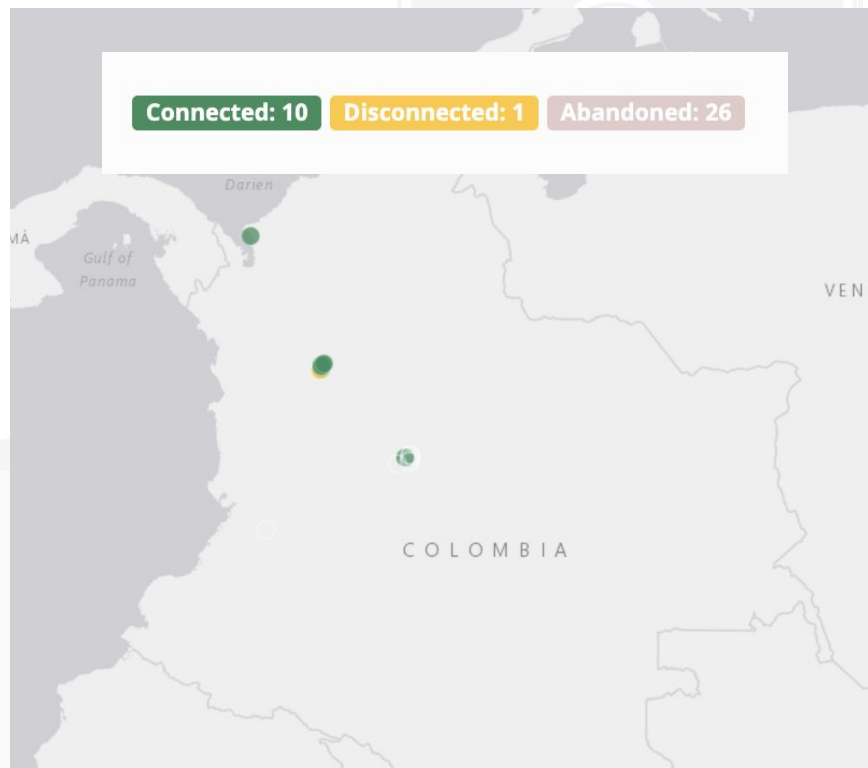 Connected: 10 Disconnected: 1 Abandoned: 26
Darien
MÁ
Gulf of
Panama
VEN
COLOMBIA